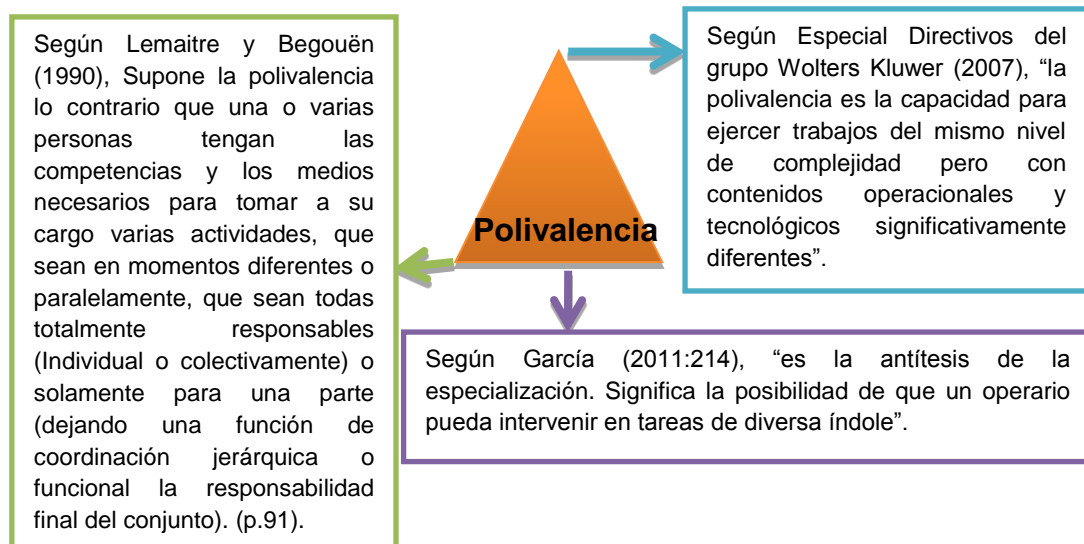 Según Lemaitre y Begouën
(1990), Supone la polivalencia
lo contrario que una o varias
personas tengan las
competencias y los medios
necesarios para tomar a su
cargo varias actividades, que
sean en momentos diferentes o
paralelamente, que sean todas
totalmente responsables
(Individual o colectivamente) o
solamente para una parte
(dejando una función de
coordinación jerárquica o
funcional la responsabilidad
final del conjunto). (p.91).
Polivalencia
Según Especial Directivos del
grupo Wolters Kluwer (2007), “la
polivalencia es la capacidad para
ejercer trabajos del mismo nivel
de complejidad pero con
contenidos operacionales y
tecnológicos significativamente
diferentes”.
Según García (2011:214), “es la antítesis de la
especialización. Significa la posibilidad de que un operario
pueda intervenir en tareas de diversa índole”.